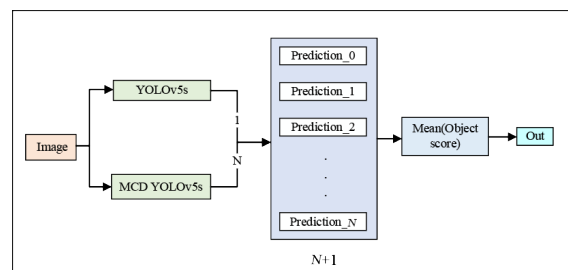 Image
YOLOv5s
MCD YOLOv5s
1
N
Prediction_0
Prediction_1
Prediction_2
.
.
.
Prediction_N
N+1
Mean(Object
score)
Out